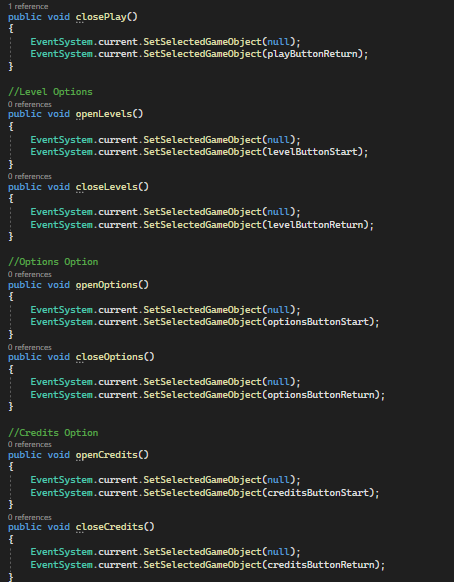 1 reference
public void closePlay()
{
EventSystem.current.SetSelectedGameObject(null);
EventSystem.current.SetSelectedGameObject(playButtonReturn);
}
//Level Options
0 references
public void openLevels()
{
EventSystem.current.SetSelectedGameObject(null);
EventSystem.current.SetSelectedGameObject(levelButtonStart);
}
0 references
public void closeLevels()
{
EventSystem.current.SetSelectedGameObject(null);
EventSystem.current.SetSelectedGameObject(levelButtonReturn);
}
//Options Option
0 references
public void openOptions()
{
EventSystem.current.SetSelectedGameObject(null);
EventSystem.current.SetSelectedGameObject(optionsButtonStart);
}
0 references
public void closeOptions()
{
EventSystem.current.SetSelectedGameObject(null);
EventSystem.current.SetSelectedGameObject(optionsButtonReturn);
}
//Credits Option
0 references
public void openCredits()
{
EventSystem.current.SetSelectedGameObject(null);
EventSystem.current.SetSelectedGameObject(creditsButtonStart);
}
0 references
public void closeCredits()
{
EventSystem.current.SetSelectedGameObject(null);
EventSystem.current.SetSelectedGameObject(creditsButtonReturn);
}